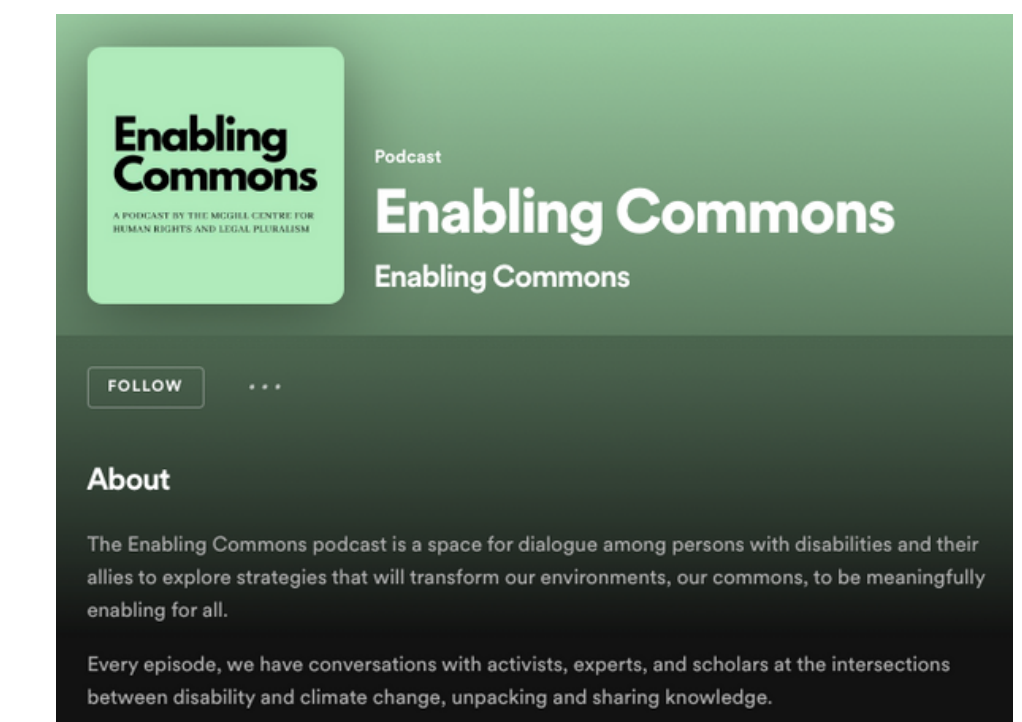 Enabling
Commons
A PODCAST BY THE MCGILL CENTRE FOR
HUMAN RIGHTS AND LEGAL PLURALISM
Podcast
Enabling Commons
Enabling Commons
FOLLOW
...
About
The Enabling Commons podcast is a space for dialogue among persons with disabilities and their
allies to explore strategies that will transform our environments, our commons, to be meaningfully
enabling for all.
Every episode, we have conversations with activists, experts, and scholars at the intersections
between disability and climate change, unpacking and sharing knowledge.